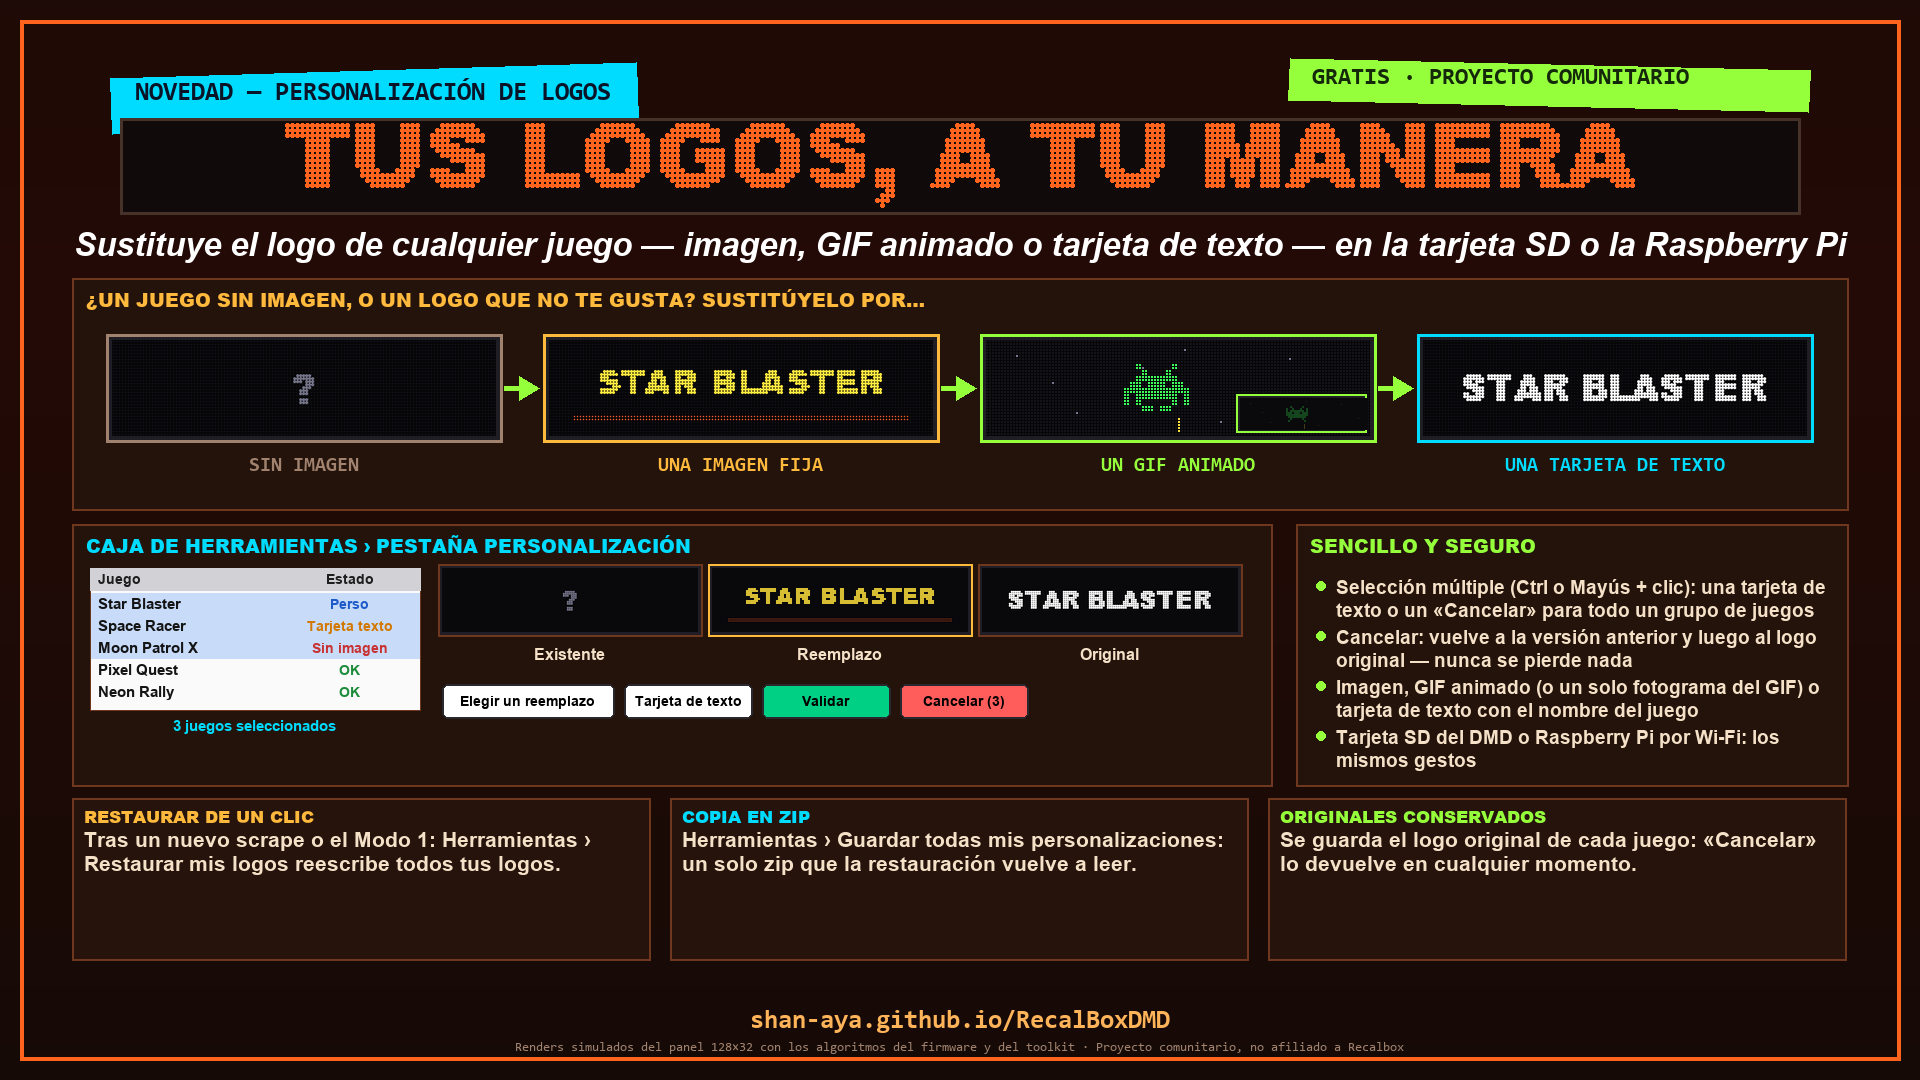 NOVEDAD — PERSONALIZACIÓN DE LOGOS
GRATIS · PROYECTO COMUNITARIO
TUS LOGOS, A TU MANERA
Sustituye el logo de cualquier juego — imagen, GIF animado o tarjeta de texto — en la tarjeta SD o la Raspberry Pi
¿UN JUEGO SIN IMAGEN, O UN LOGO QUE NO TE GUSTA? SUSTITÚYELO POR...
?
STAR BLASTER
STAR BLASTER
SIN IMAGEN
UNA IMAGEN FIJA
UN GIF ANIMADO
UNA TARJETA DE TEXTO
CAJA DE HERRAMIENTAS › PESTAÑA PERSONALIZACIÓN
Juego Estado
Star Blaster Perso
Space Racer Tarjeta texto
Moon Patrol X Sin imagen
Pixel Quest OK
Neon Rally OK
3 juegos seleccionados
?
STAR BLASTER
STAR BLASTER
Existente
Reemplazo
Original
Elegir un reemplazo
Tarjeta de texto
Validar
Cancelar (3)
SENCILLO Y SEGURO
Selección múltiple (Ctrl o Mayús + clic): una tarjeta de
texto o un «Cancelar» para todo un grupo de juegos
Cancelar: vuelve a la versión anterior y luego al logo
original — nunca se pierde nada
Imagen, GIF animado (o un solo fotograma del GIF) o
tarjeta de texto con el nombre del juego
Tarjeta SD del DMD o Raspberry Pi por Wi-Fi: los
mismos gestos
RESTAURAR DE UN CLIC
Tras un nuevo scrape o el Modo 1: Herramientas ›
Restaurar mis logos reescribe todos tus logos.
COPIA EN ZIP
Herramientas › Guardar todas mis personalizaciones:
un solo zip que la restauración vuelve a leer.
ORIGINALES CONSERVADOS
Se guarda el logo original de cada juego: «Cancelar»
lo devuelve en cualquier momento.
shan-aya.github.io/RecalBoxDMD
Renders simulados del panel 128×32 con los algoritmos del firmware y del toolkit · Proyecto comunitario, no afiliado a Recalbox